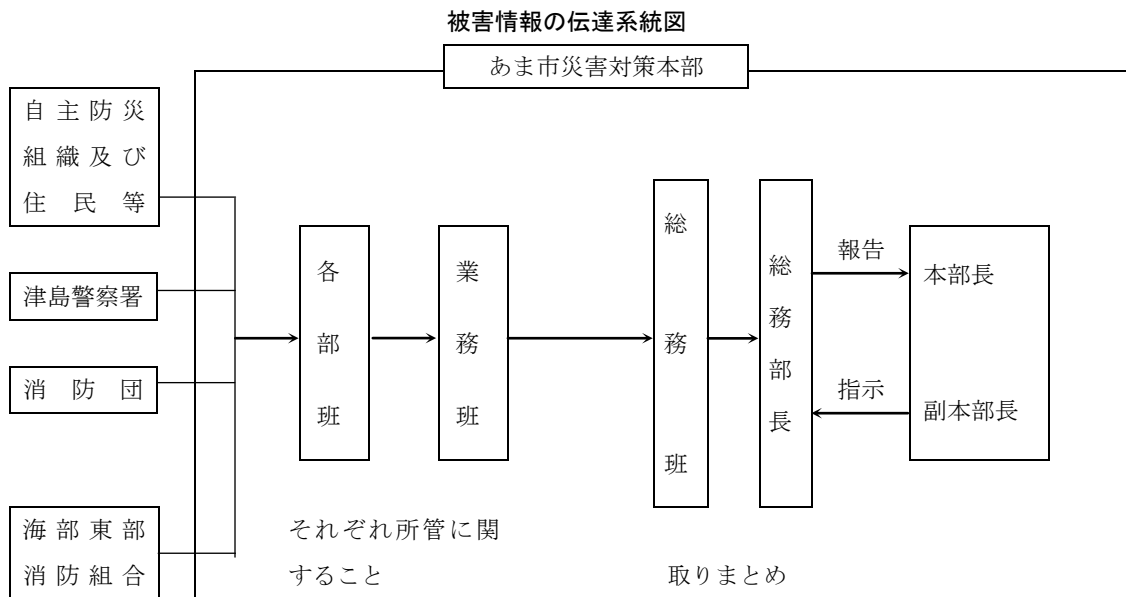 被害情報の伝達系統図
あま市災害対策本部
自主防災
組織及び
住民等
津島警察署
消防団
海部東部
消防組合
各部班
業務班
総務班
総務部長
報告
指示
本部長
副本部長
それぞれ所管に関
すること
取りまとめ